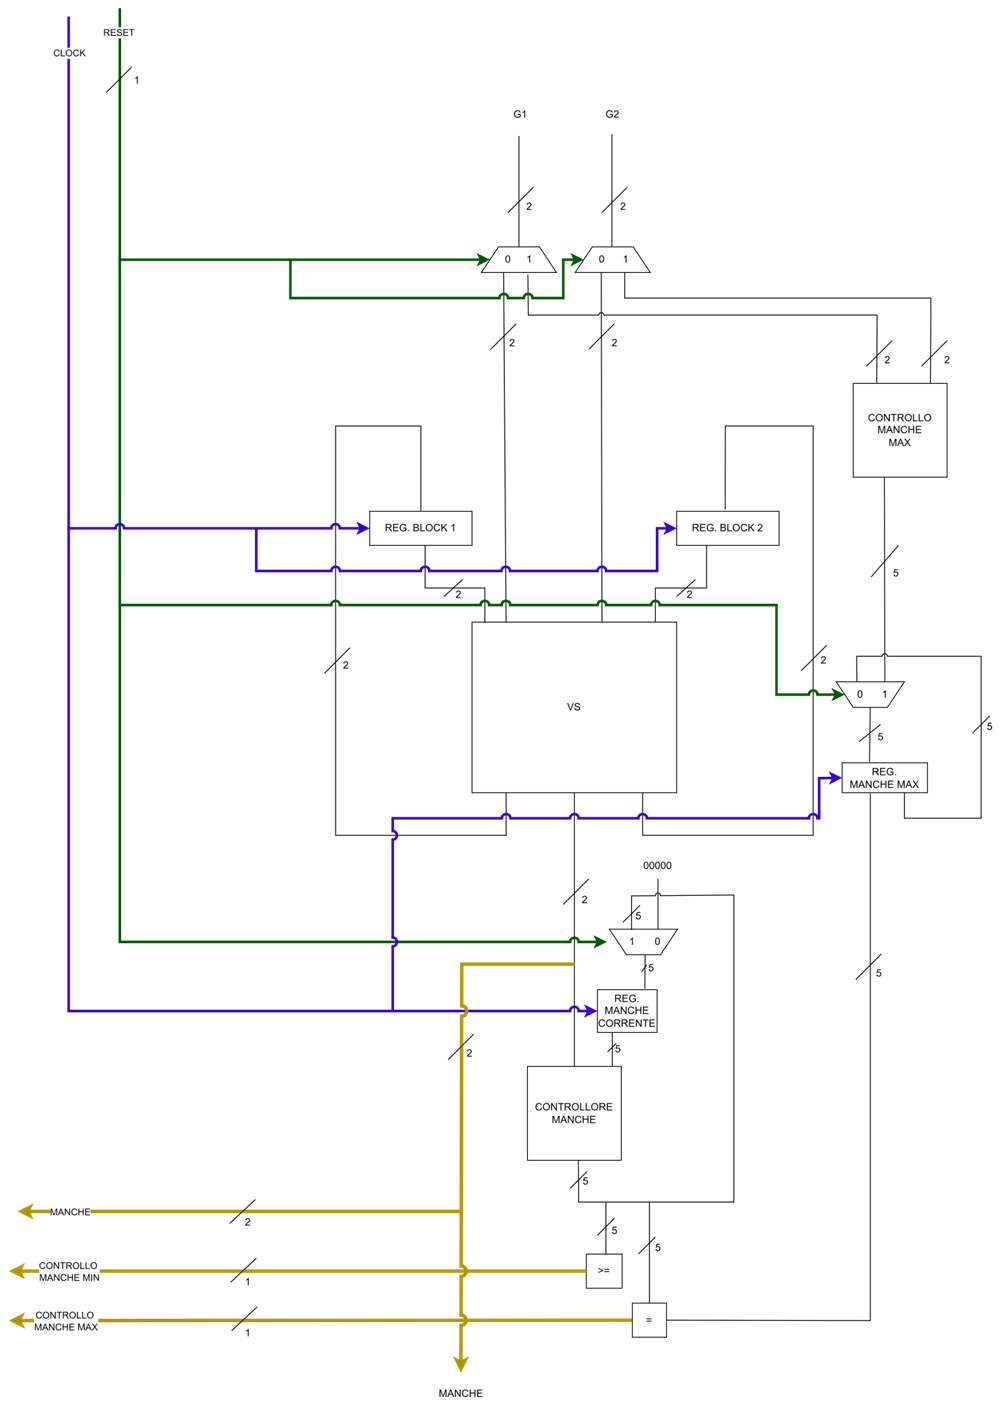 RESET
CLOCK
1
G1
G2
2
2
0 1
0 1
2
2
2
2
CONTROLLO
MANCHE
MAX
REG. BLOCK 1
REG. BLOCK 2
5
2
2
2
2
0 1
VS
5
5
REG.
MANCHE MAX
00000
2
5
1 0
5
5
REG.
MANCHE
CORRENTE
2
5
CONTROLLORE
MANCHE
5
MANCHE
2
5
5
CONTROLLO
MANCHE MIN
1
>=
CONTROLLO
MANCHE MAX
1
=
MANCHE